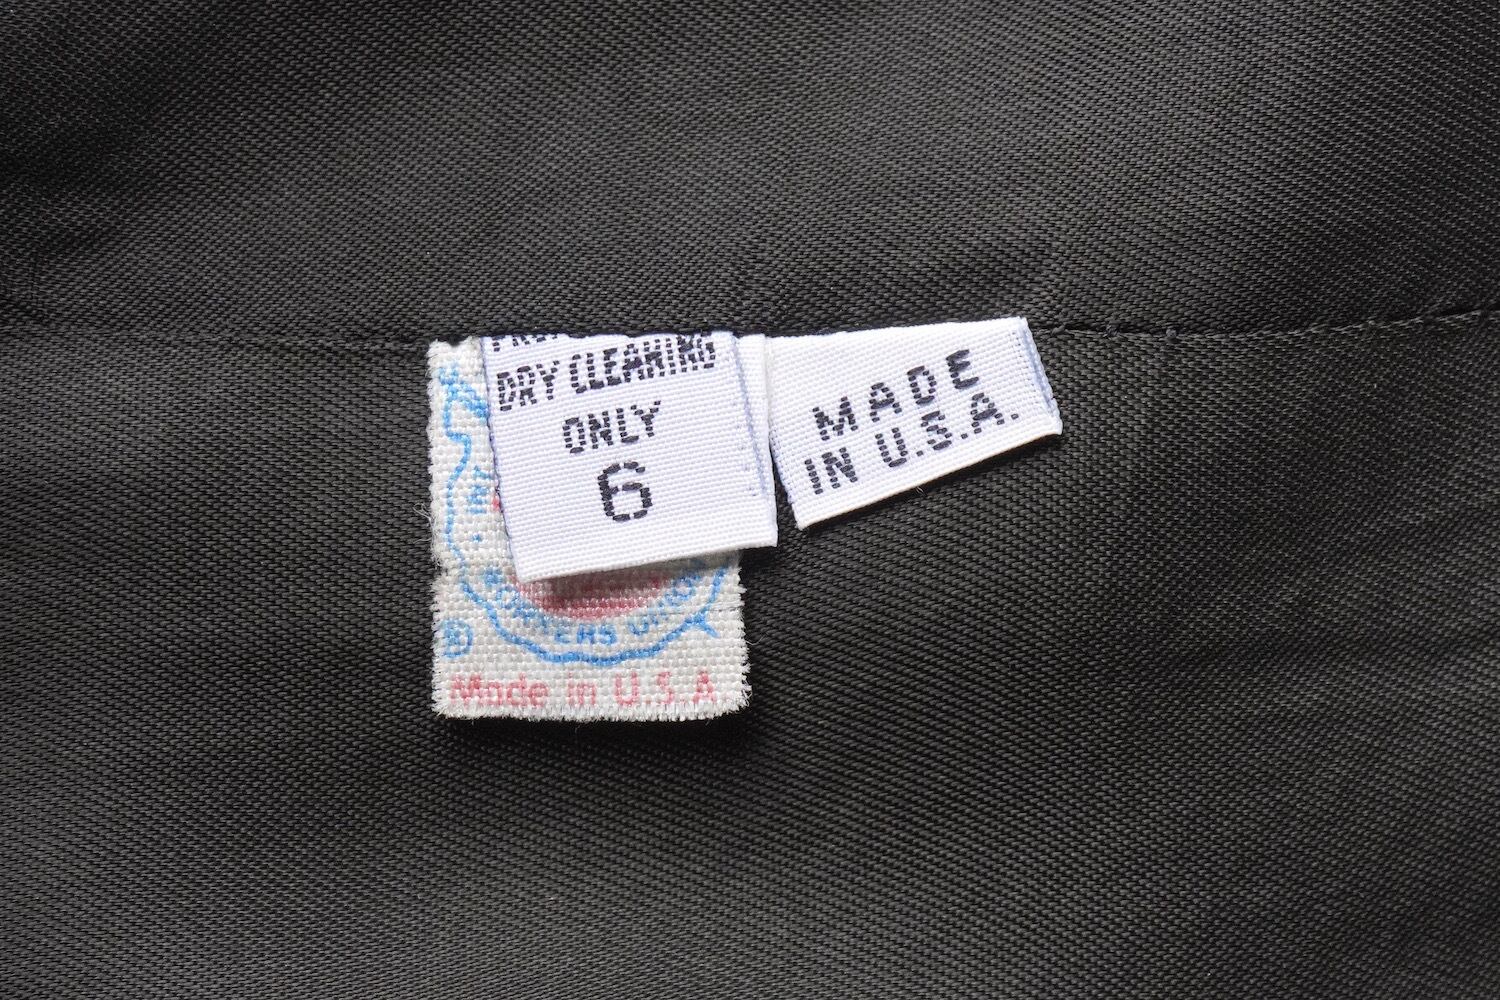 DRY CLEANING
ONLY
6
MADE
IN U.S.A.
®
Made in U.S.A